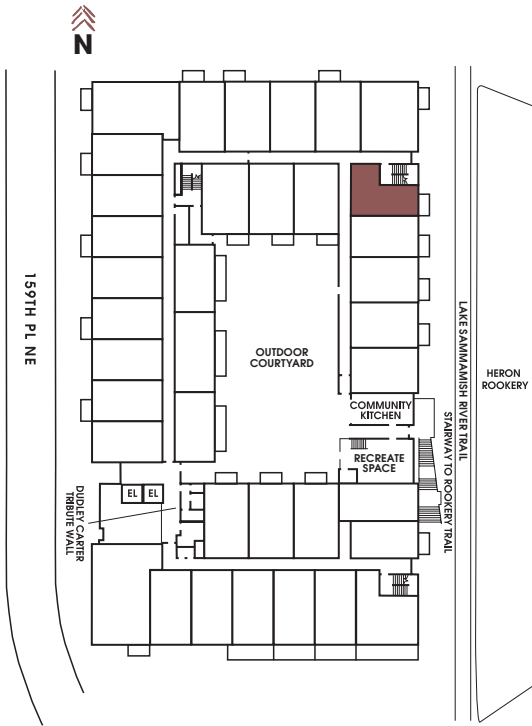 N
159TH PL NE
OUTDOOR
COURTYARD
LAKE SAMMAMISH RIVER TRAIL
HERON
ROOKERY
COMMUNITY
KITCHEN
RECREATE
SPACE
STAIRWAY TO ROOKERY TRAIL
EL
EL
DUDLEY CARTER
TRIBUTE WALL